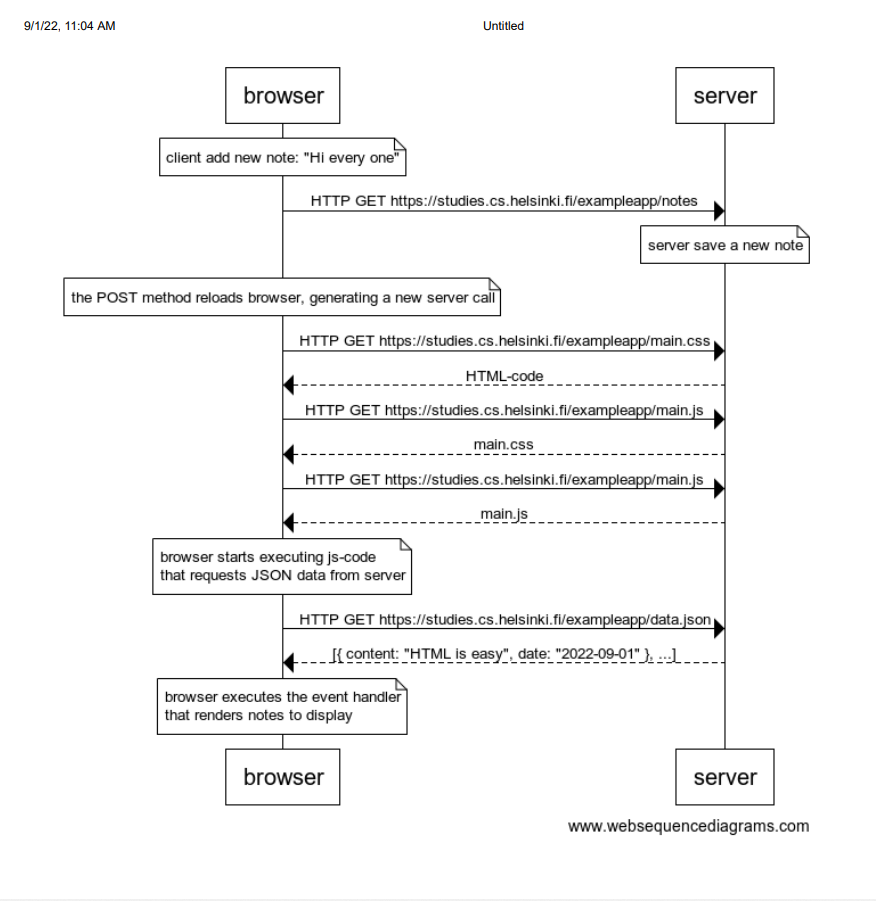 9/1/22, 11:04 AM
Untitled
browser
server
client add new note: "Hi every one"
HTTP GET https://studies.cs.helsinki.fi/exampleapp/notes
server save a new note
the POST method reloads browser, generating a new server call
HTTP GET https://studies.cs.helsinki.fi/exampleapp/main.css
HTML-code
HTTP GET https://studies.cs.helsinki.fi/exampleapp/main.js
main.css
HTTP GET https://studies.cs.helsinki.fi/exampleapp/main.js
main.js
browser starts executing js-code
that requests JSON data from server
HTTP GET https://studies.cs.helsinki.fi/exampleapp/data.json
[{ content: "HTML is easy", date: "2022-09-01" }, ...]
browser executes the event handler
that renders notes to display
browser
server
www.websequencediagrams.com